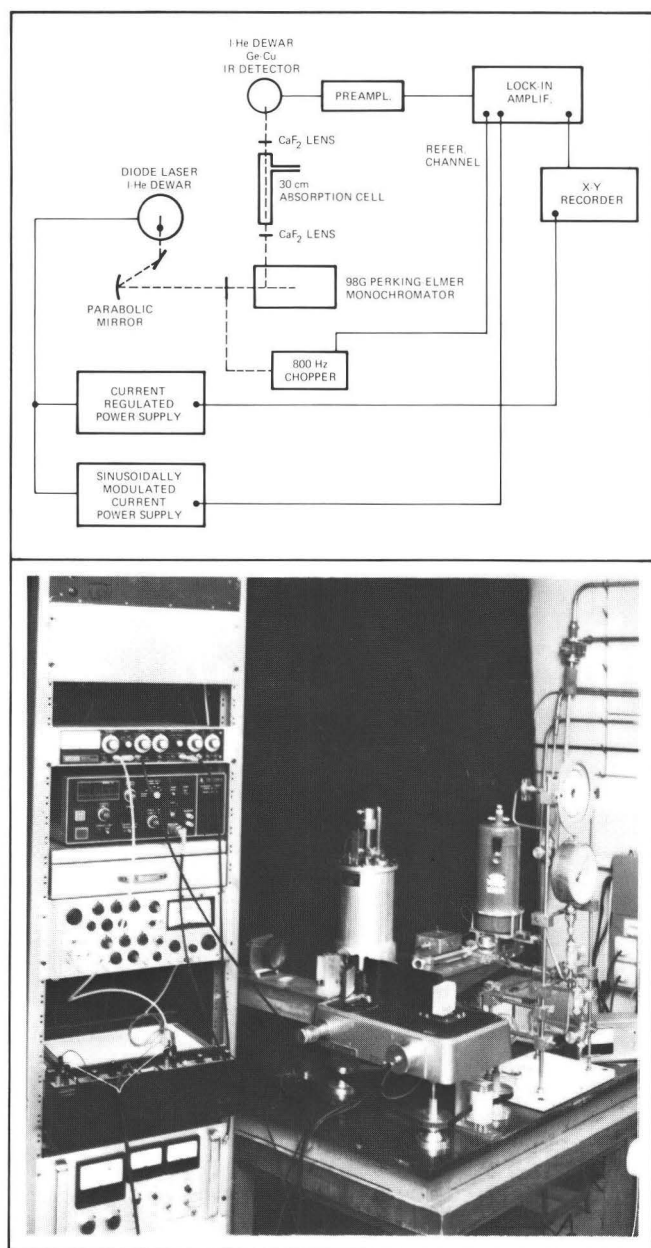 l·He DEWAR
Ge-Cu
IR DETECTOR
PREAMPL.
LOCK-IN
AMPLIF.
CaF₂ LENS
REFER.
CHANNEL
DIODE LASER
l·He DEWAR
30 cm
ABSORPTION CELL
X-Y
RECORDER
CaF₂ LENS
98G PERKING-ELMER
MONOCHROMATOR
PARABOLIC
MIRROR
800 Hz
CHOPPER
CURRENT
REGULATED
POWER SUPPLY
SINUSOIDALLY
MODULATED
CURRENT
POWER SUPPLY